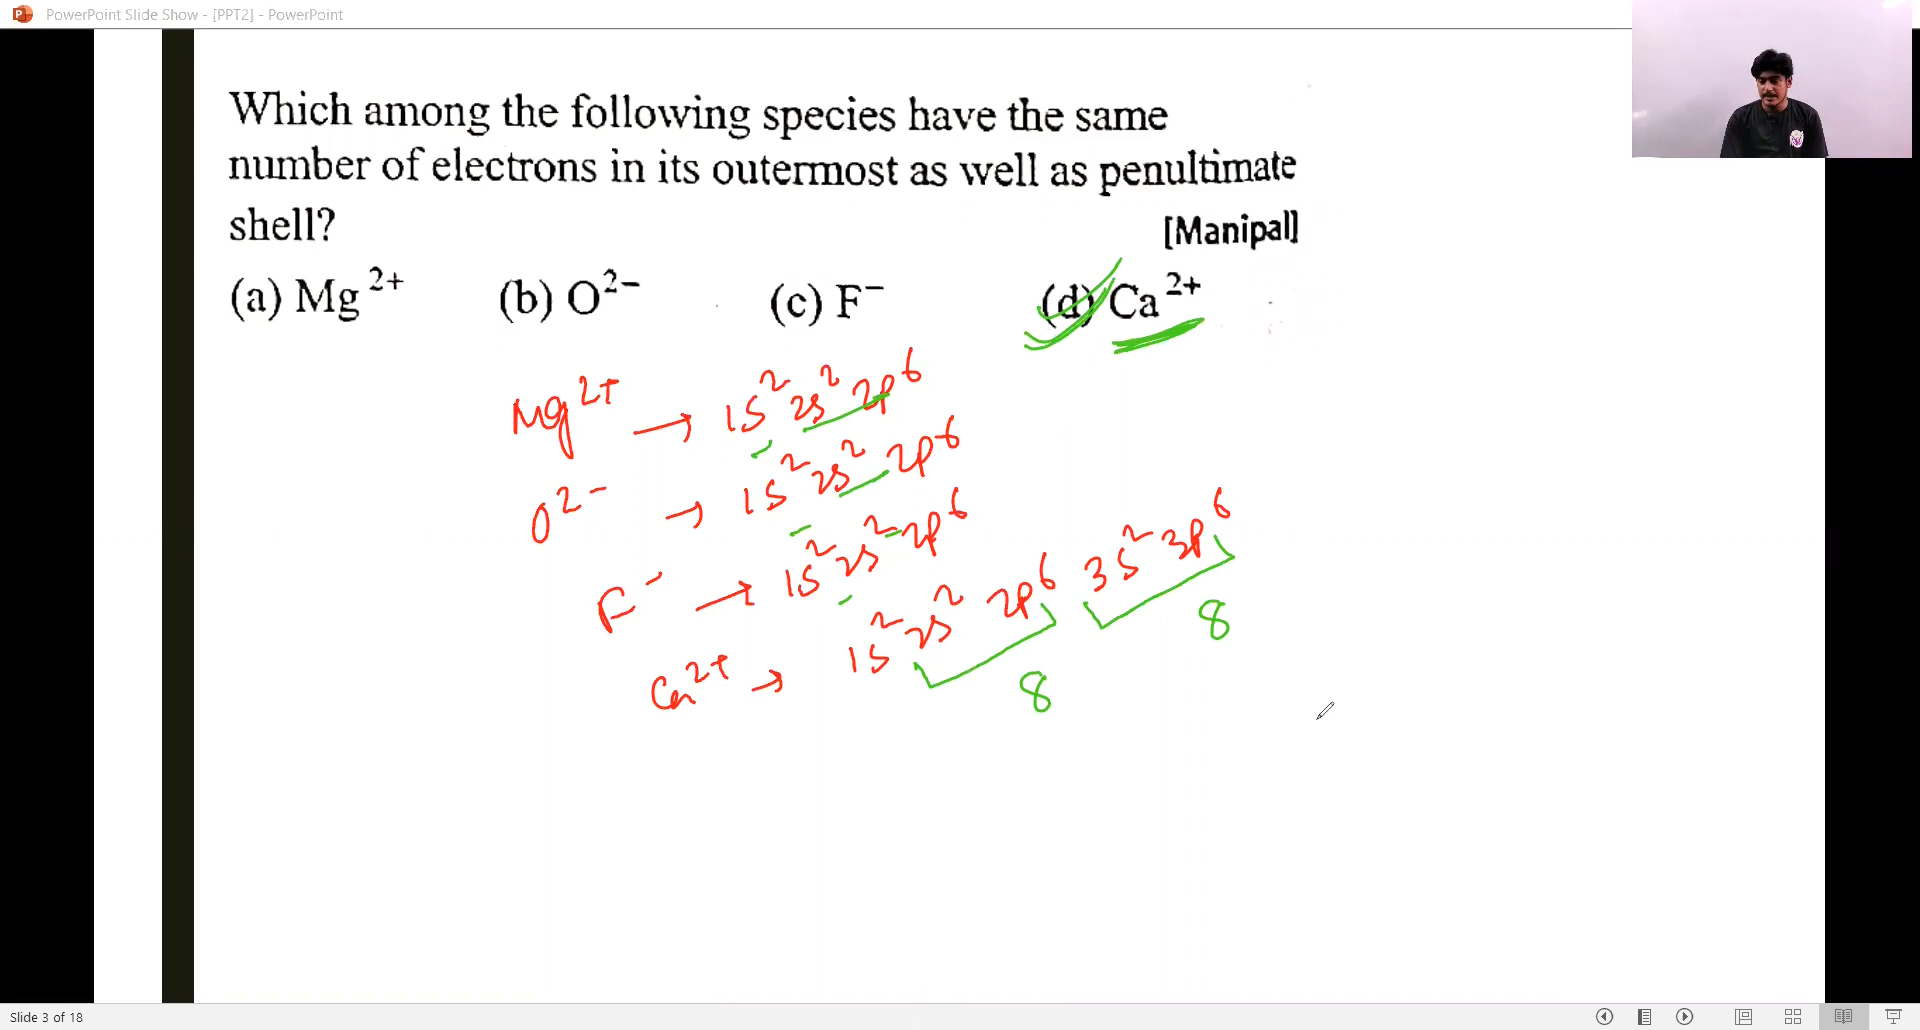 PowerPoint Slide Show - [PPT2] - PowerPoint
Which among the following species have the same
number of electrons in its outermost as well as penultimate
shell? [Manipal]
(a) Mg²⁺ (b) O²⁻ (c) F⁻ (d) Ca²⁺
Mg²⁺ → 1s² 2s² 2p⁶
O²⁻ → 1s² 2s² 2p⁶
F⁻ → 1s² 2s² 2p⁶
Ca²⁺ → 1s² 2s² 2p⁶ 3s² 3p⁶
8 8
Slide 3 of 18